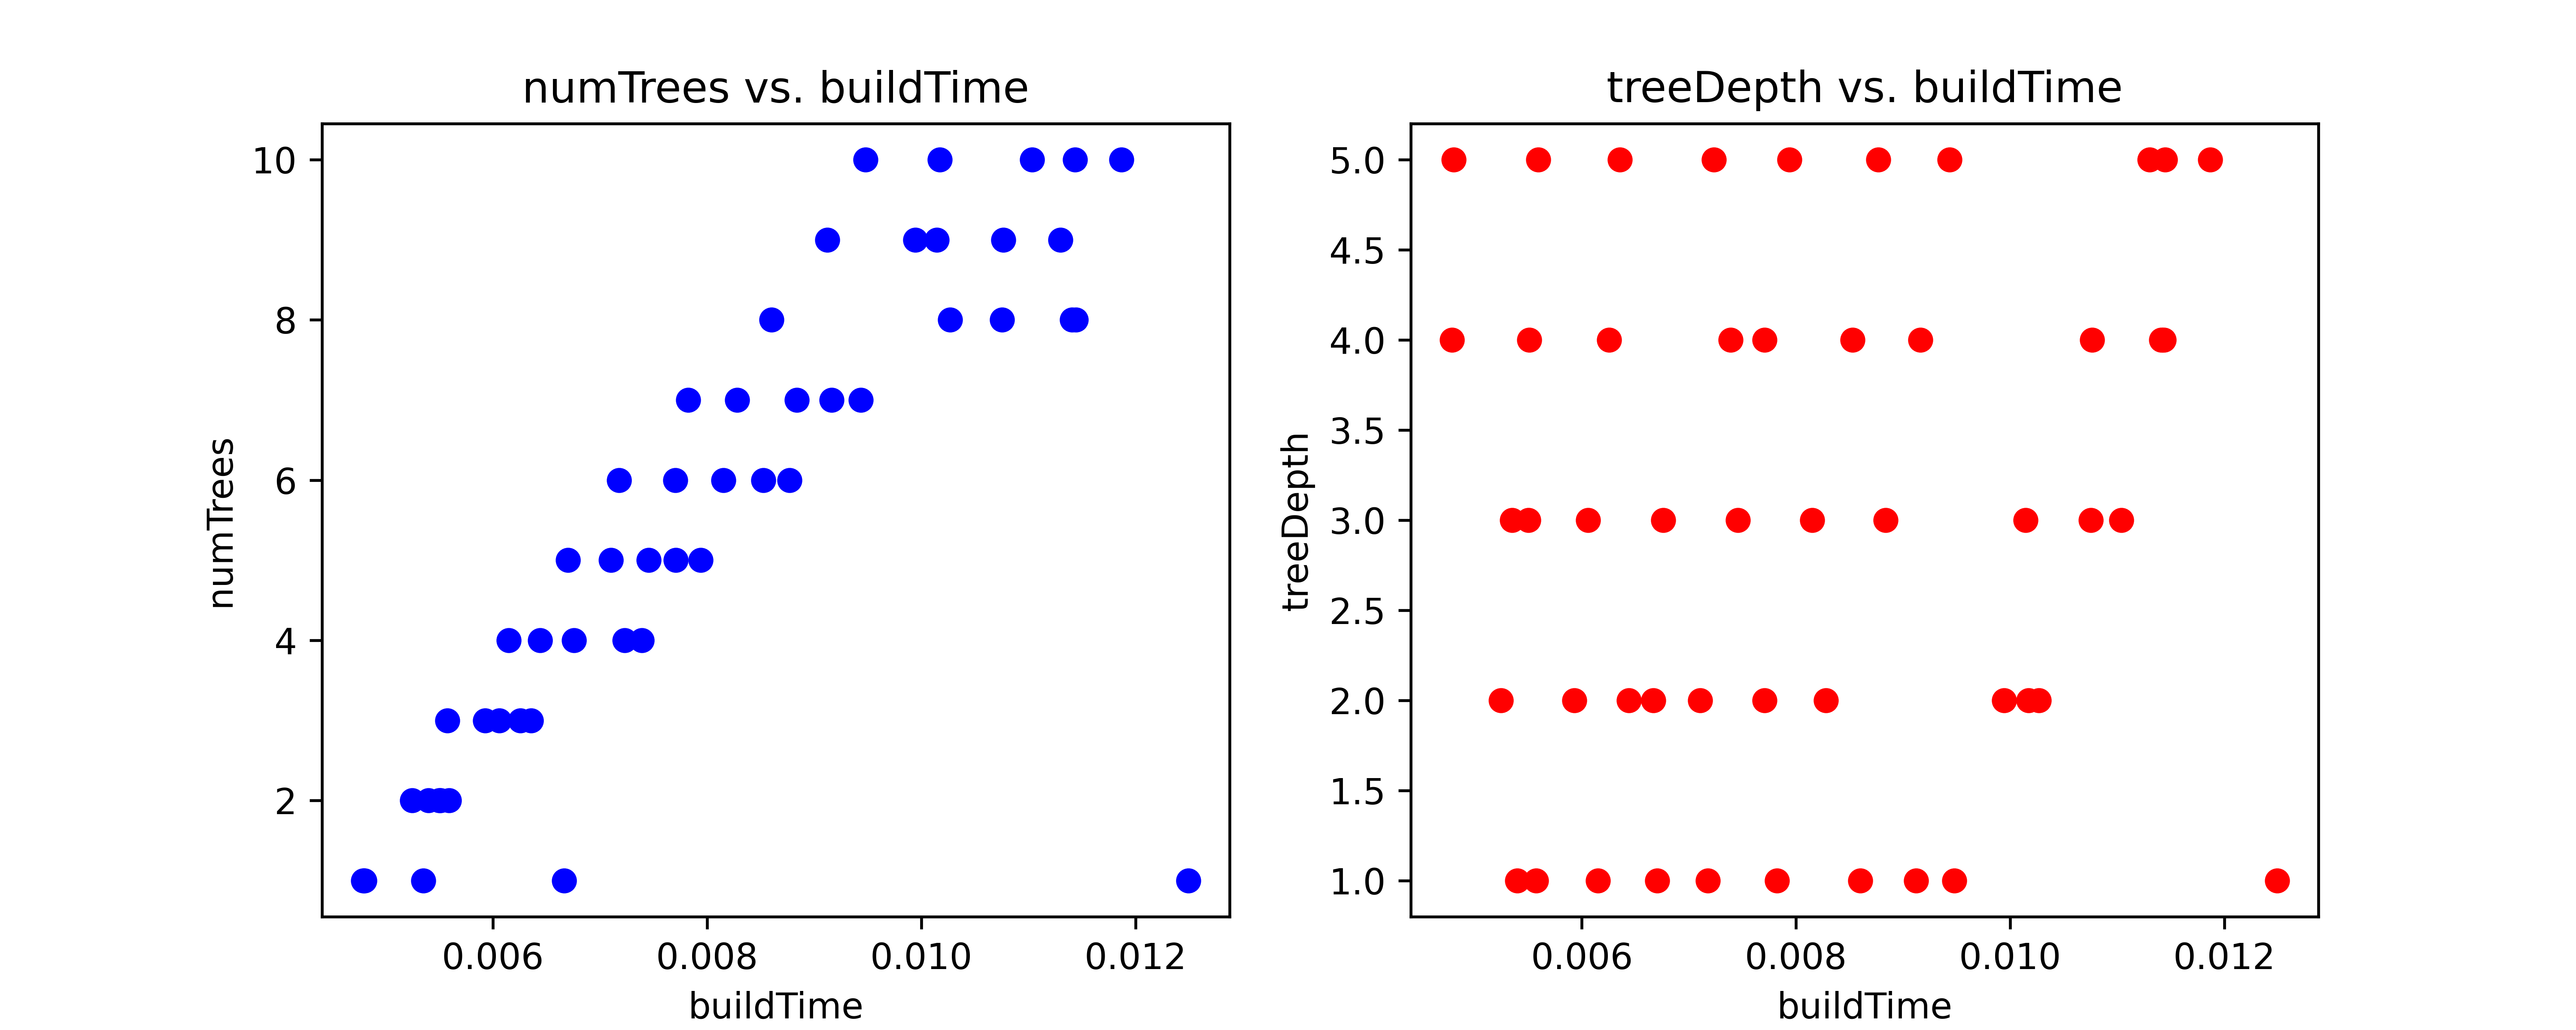 numTrees vs. buildTime
10
8
6
4
2
numTrees
0.006 0.008 0.010 0.012
buildTime
treeDepth vs. buildTime
5.0
4.5
4.0
3.5
3.0
2.5
2.0
1.5
1.0
treeDepth
0.006 0.008 0.010 0.012
buildTime